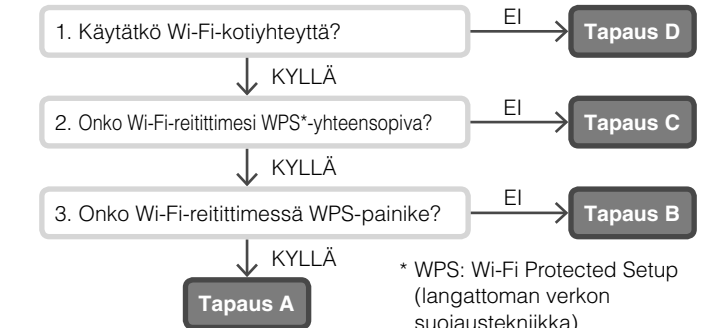 1. Käytätkö Wi-Fi-kotiyhteyttä?
EI
Tapaus D
KYLLÄ
2. Onko Wi-Fi-reitittimesi WPS*-yhteensopiva?
EI
Tapaus C
KYLLÄ
3. Onko Wi-Fi-reitittimessä WPS-painike?
EI
Tapaus B
KYLLÄ
Tapaus A
* WPS: Wi-Fi Protected Setup
(langattoman verkon
suojaustekniikka)